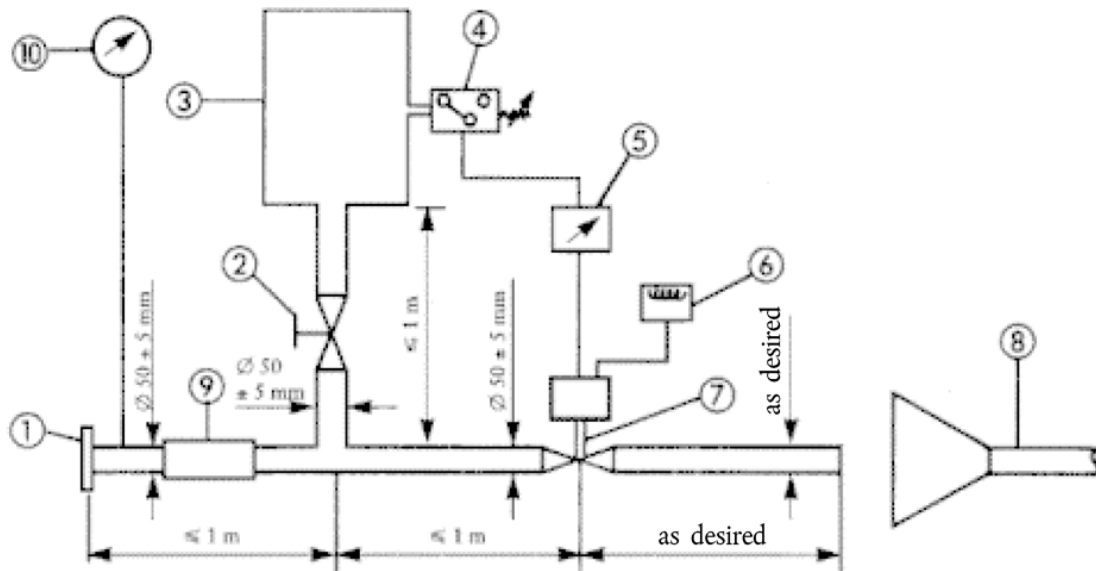 10
4
3
5
2
6
≤ 1 m
Ø 50 ± 5 mm
Ø 50 ± 5 mm
as desired
Ø 50
± 5 mm
9
8
7
1
≤ 1 m
≤ 1 m
as desired